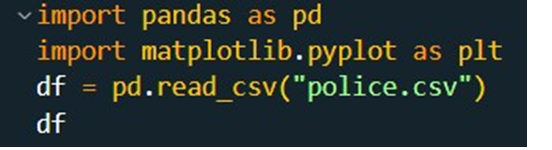 import pandas as pd
import matplotlib.pyplot as plt
df = pd.read_csv("police.csv")
df